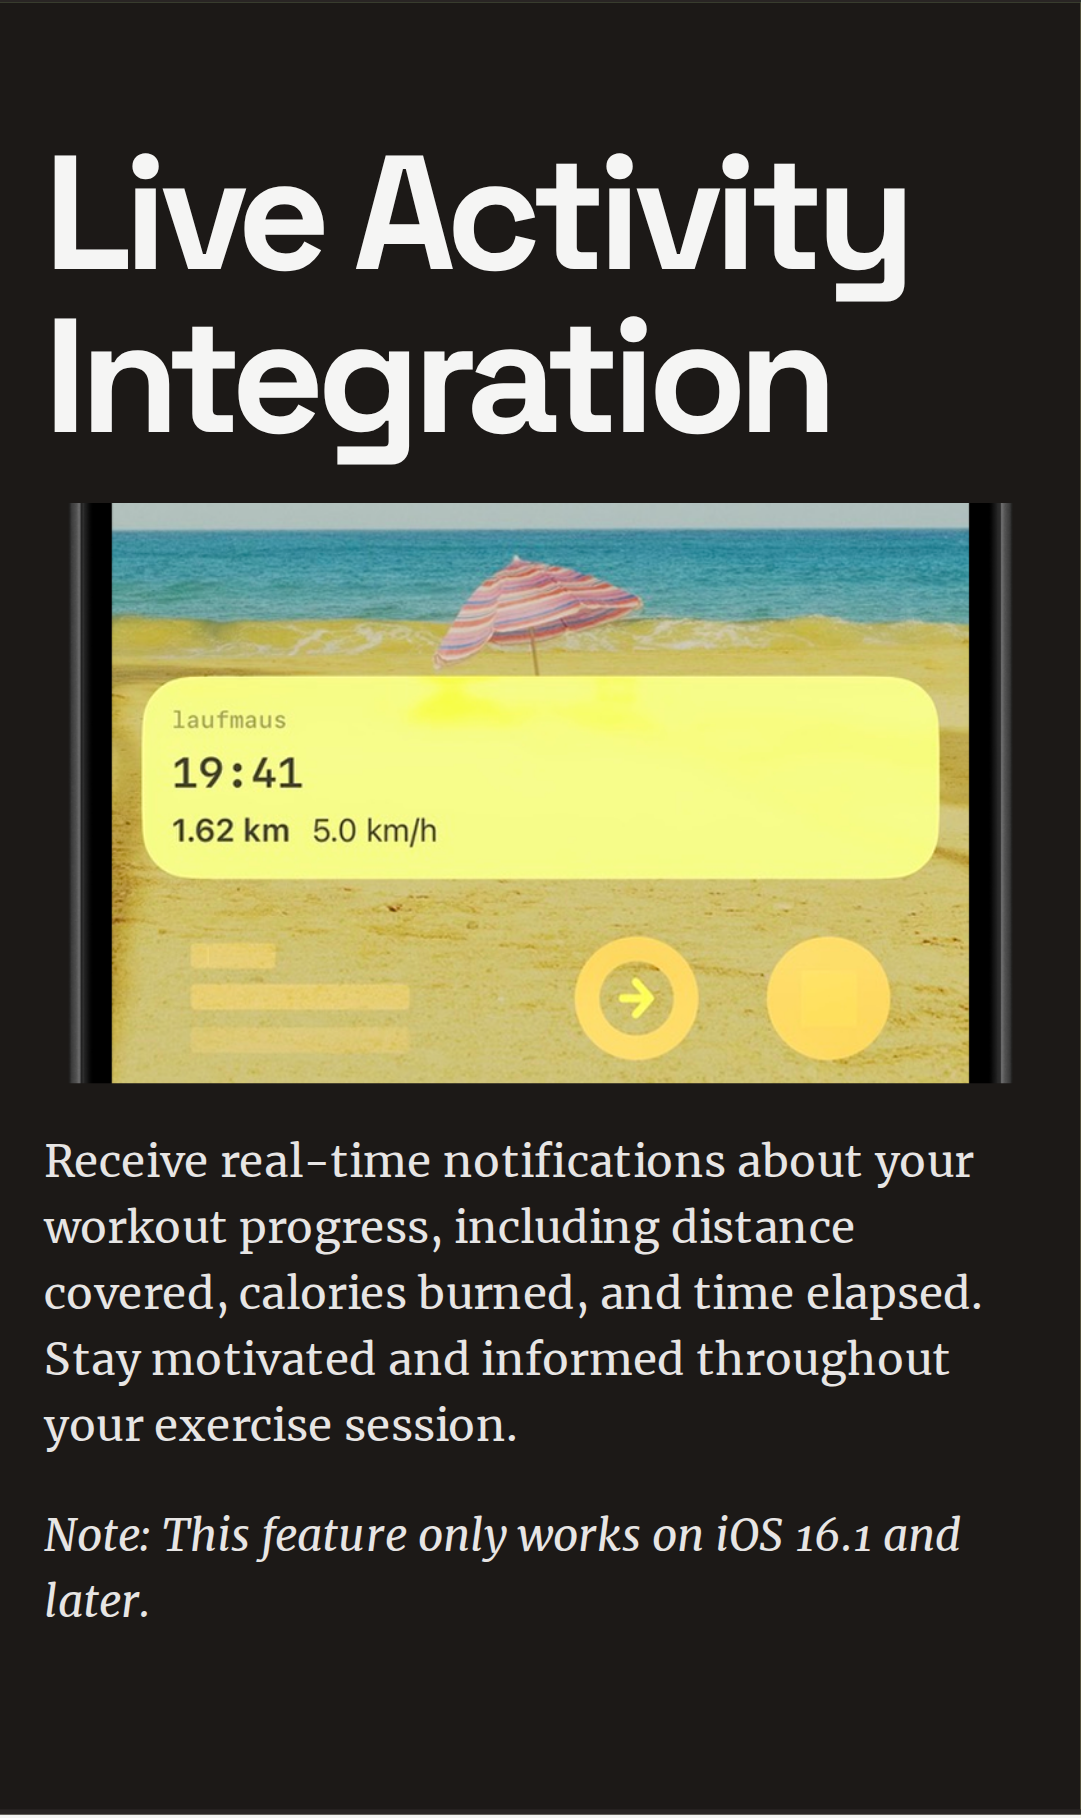 Live Activity
Integration
laufmaus
19:41
1.62 km 5.0 km/h
Receive real-time notifications about your
workout progress, including distance
covered, calories burned, and time elapsed.
Stay motivated and informed throughout
your exercise session.
Note: This feature only works on iOS 16.1 and
later.